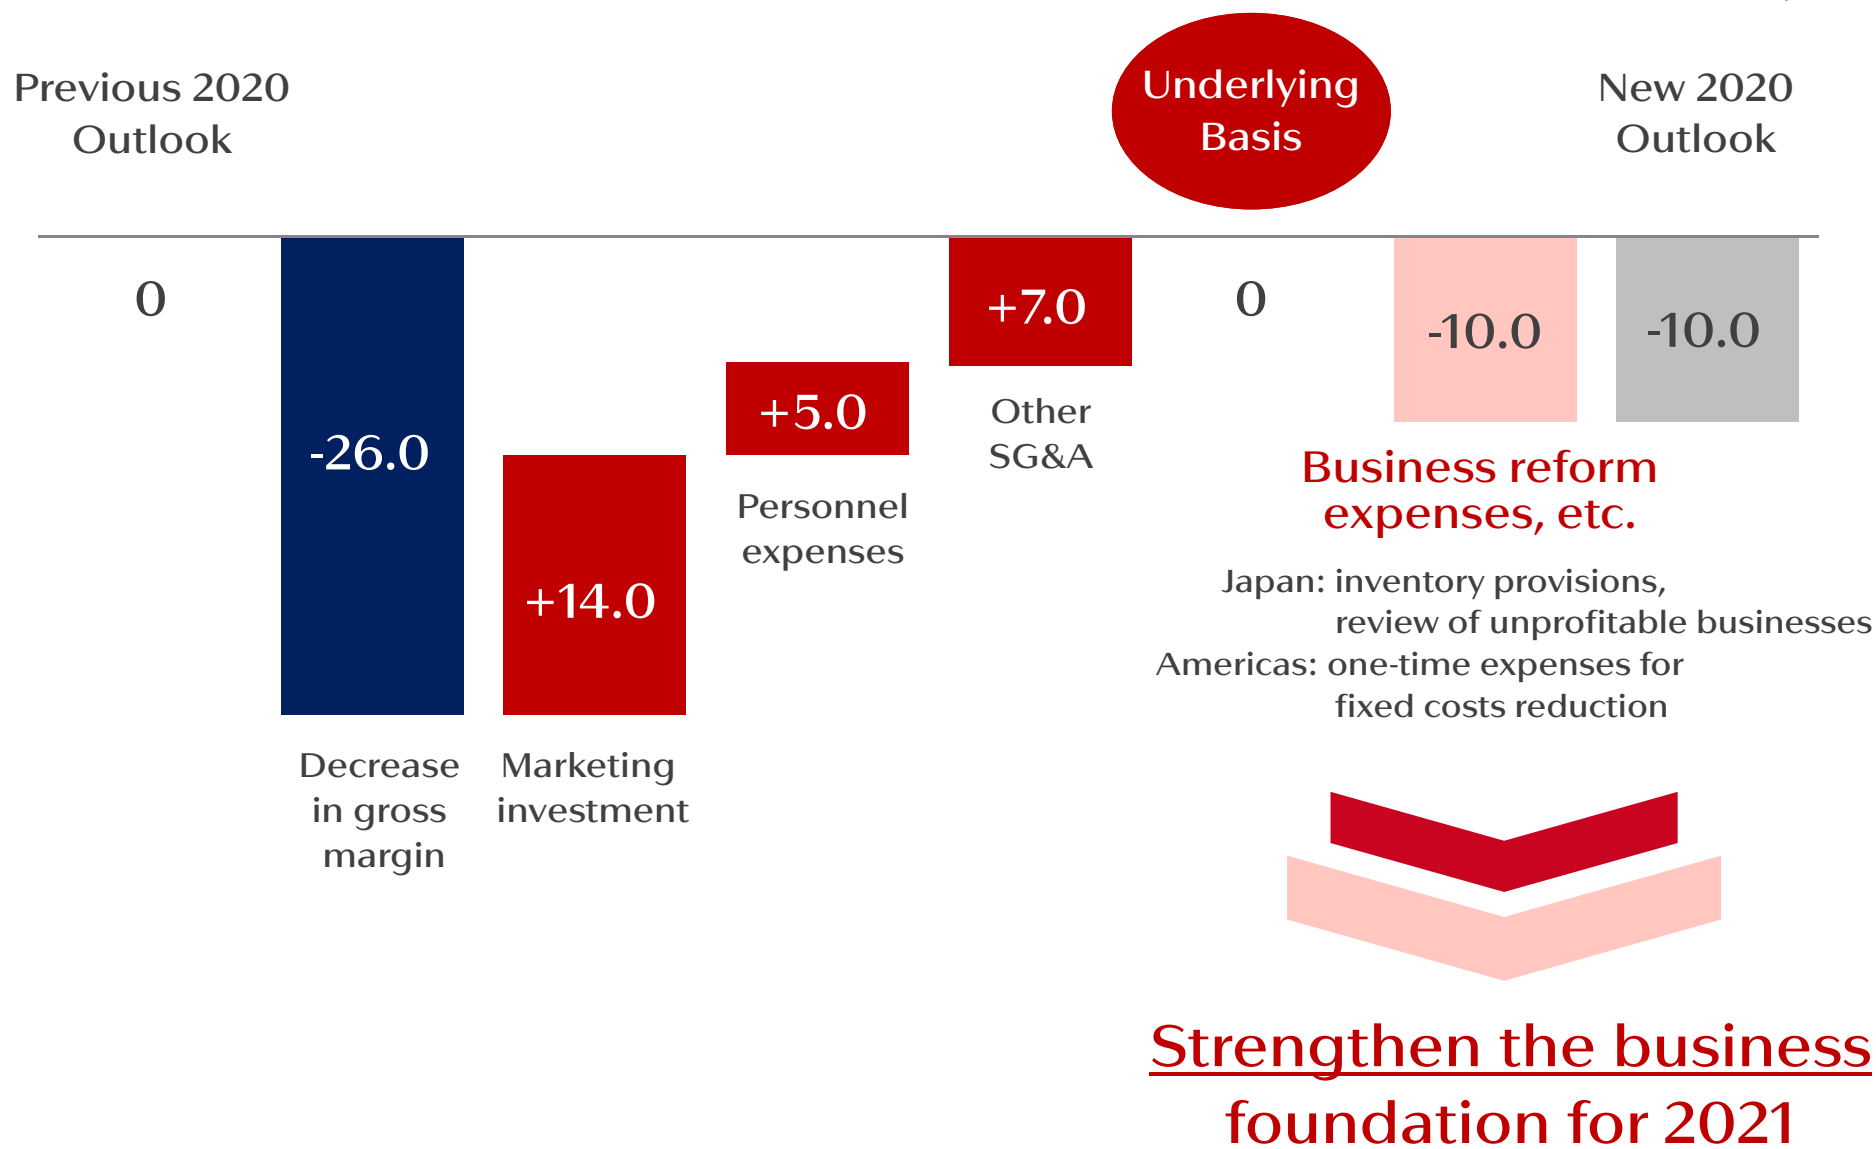 Previous 2020
Outlook
Underlying
Basis
New 2020
Outlook
0
-26.0
+14.0
+5.0
+7.0
0
-10.0
-10.0
Decrease
in gross
margin
Marketing
investment
Personnel
expenses
Other
SG&A
Business reform
expenses, etc.
Japan: inventory provisions,
review of unprofitable businesses
Americas: one-time expenses for
fixed costs reduction
Strengthen the business
foundation for 2021